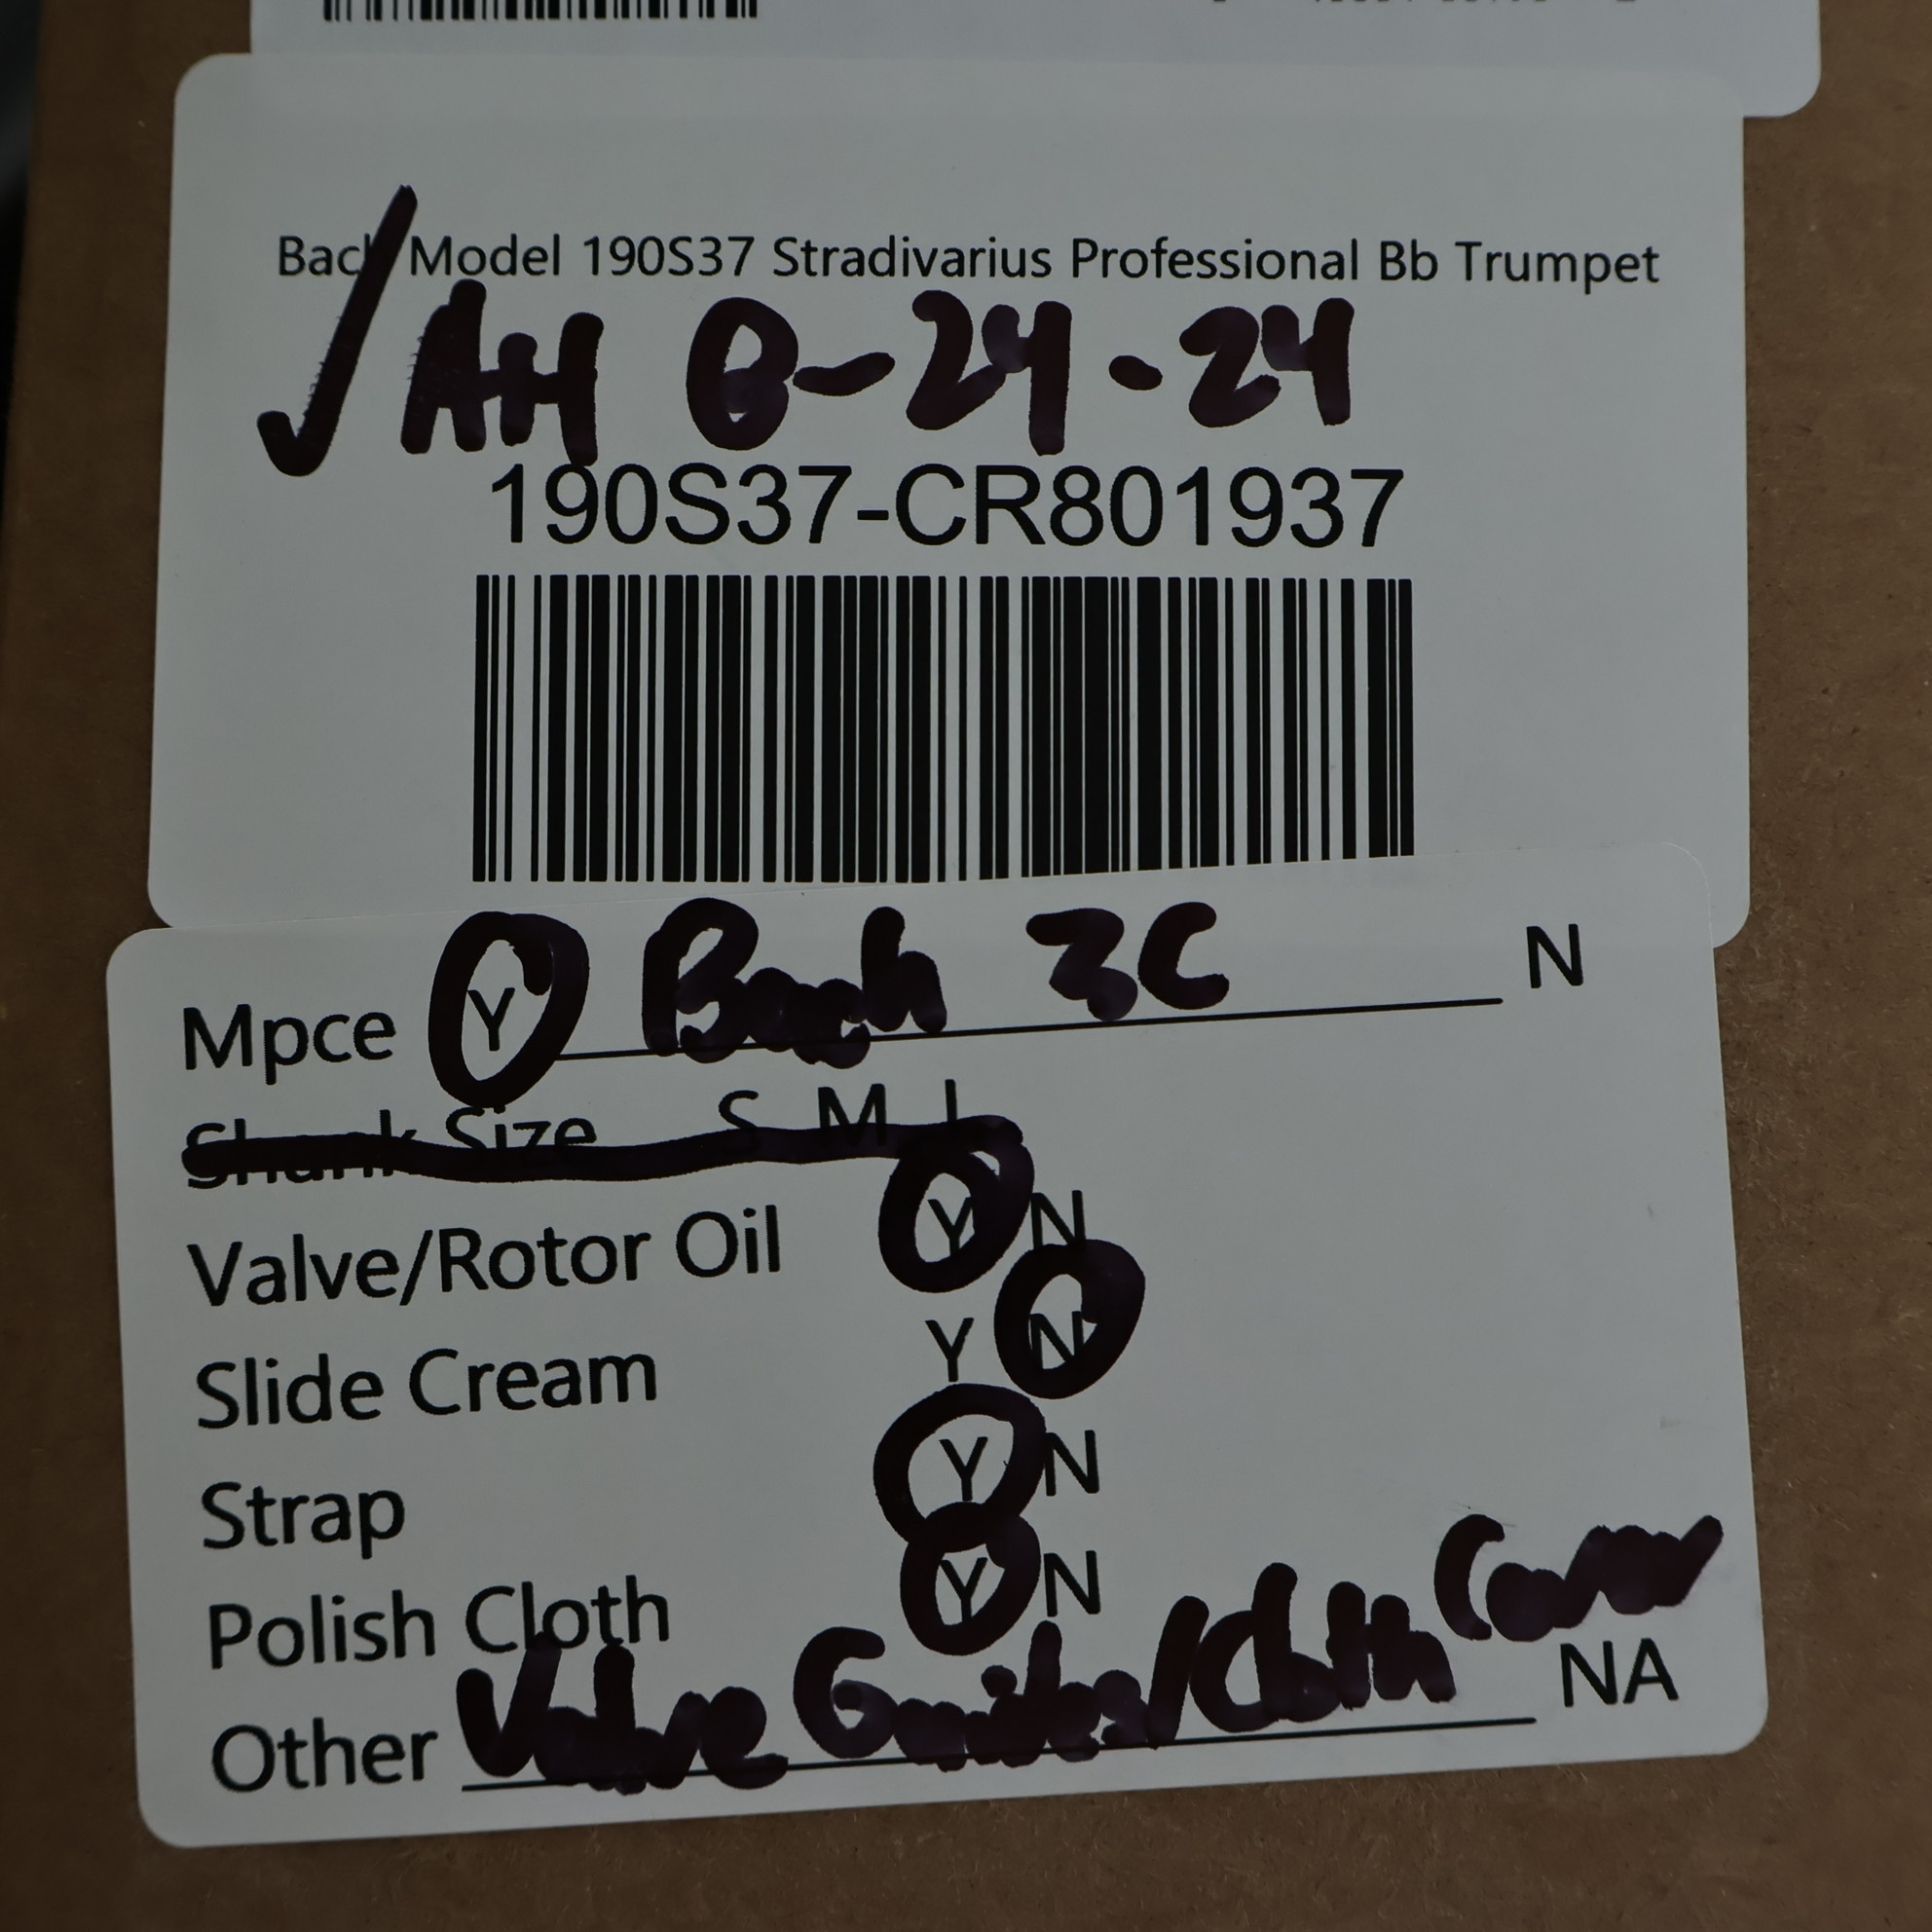 Bach Model 190S37 Stradivarius Professional Bb Trumpet
✓ AH 8-24-24
190S37-CR801937
Mpce Y Bach 3C N
Shank Size S M L
Valve/Rotor Oil Y N
Slide Cream Y N
Strap Y N
Polish Cloth Y N
Other Valve Guides/Cloth Cover NA